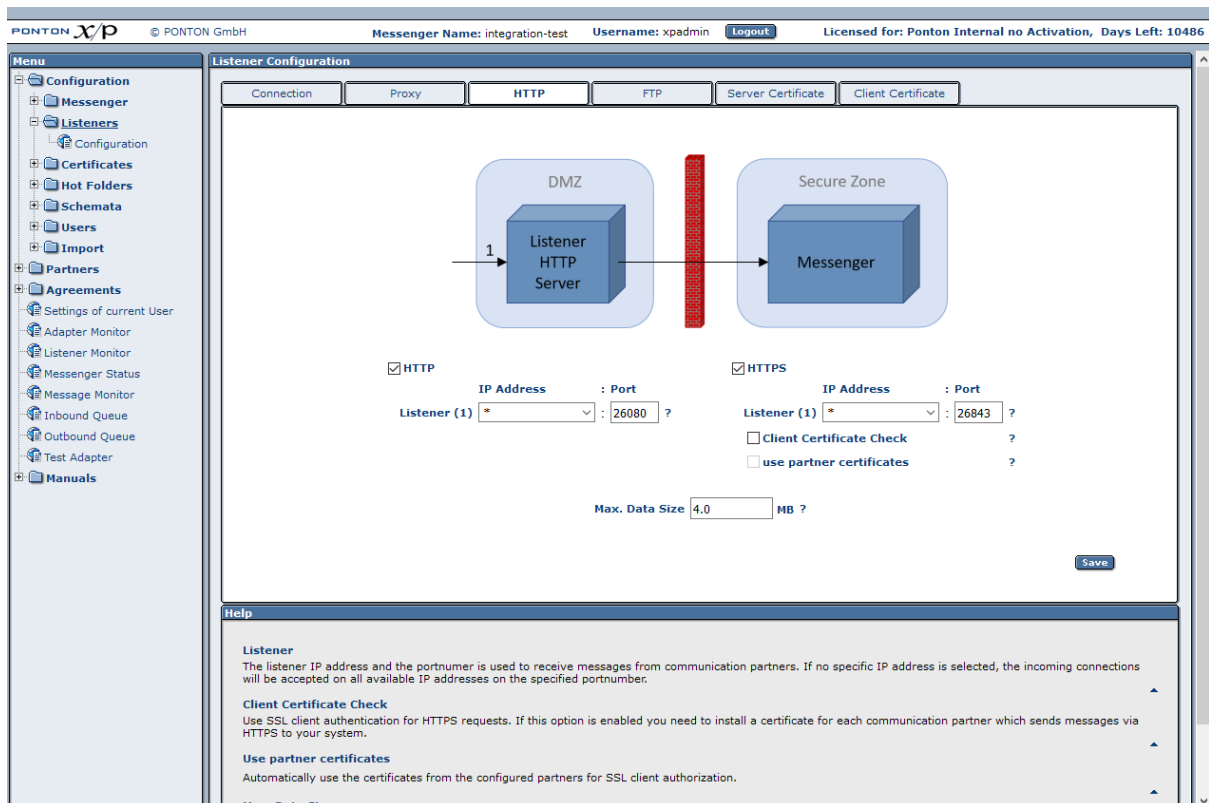 PONTON X/P © PONTON GmbH Messenger Name: integration-test Username: xpadmin Logout Licensed for: Ponton Internal no Activation, Days Left: 10486
Menu
Configuration
Messenger
Listeners
Configuration
Certificates
Hot Folders
Schemata
Users
Import
Partners
Agreements
Settings of current User
Adapter Monitor
Listener Monitor
Messenger Status
Message Monitor
Inbound Queue
Outbound Queue
Test Adapter
Manuals
Listener Configuration
Connection Proxy HTTP FTP Server Certificate Client Certificate
DMZ
1
Listener
HTTP
Server
Secure Zone
Messenger
HTTP
IP Address : Port
Listener (1) * : 26080 ?
HTTPS
IP Address : Port
Listener (1) * : 26843 ?
Client Certificate Check ?
use partner certificates ?
Max. Data Size 4.0 MB ?
Save
Help
Listener
The listener IP address and the portnumer is used to receive messages from communication partners. If no specific IP address is selected, the incoming connections
will be accepted on all available IP addresses on the specified portnumber.
Client Certificate Check
Use SSL client authentication for HTTPS requests. If this option is enabled you need to install a certificate for each communication partner which sends messages via
HTTPS to your system.
Use partner certificates
Automatically use the certificates from the configured partners for SSL client authorization.